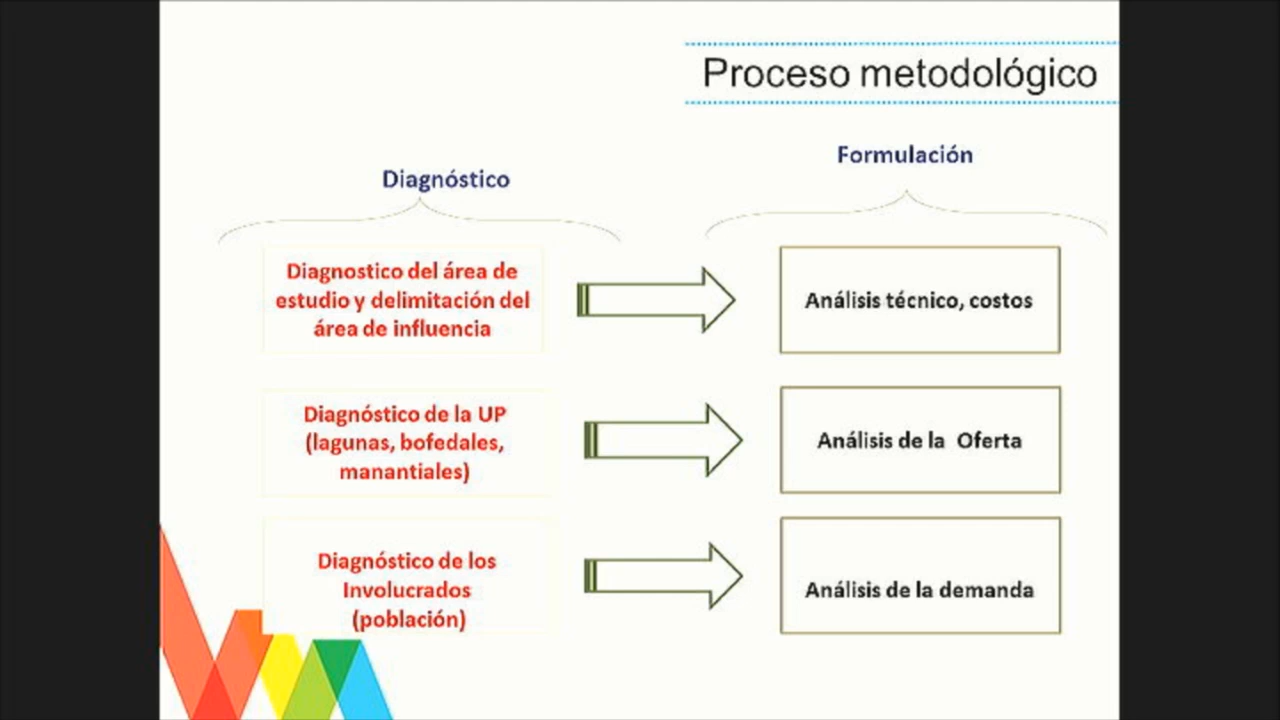 Proceso metodológico
Diagnóstico
Formulación
Diagnostico del área de
estudio y delimitación del
área de influencia
Análisis técnico, costos
Diagnóstico de la UP
(lagunas, bofedales,
manantiales)
Análisis de la Oferta
Diagnóstico de los
Involucrados
(población)
Análisis de la demanda